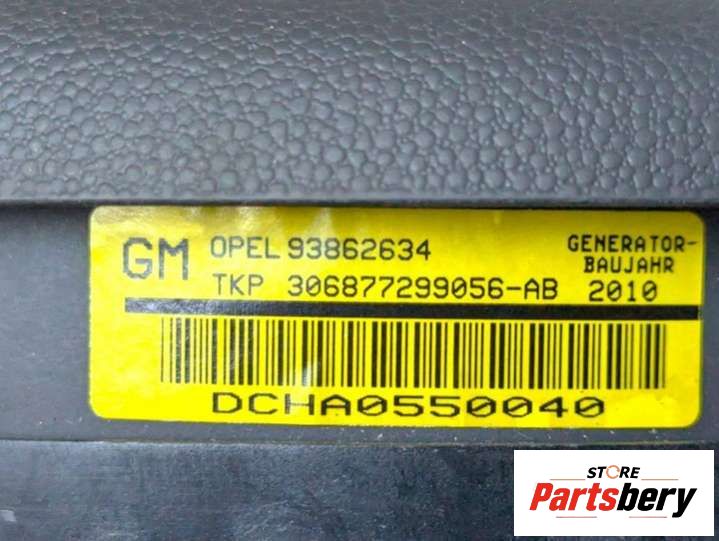 GM OPEL 93862634 GENERATOR-
BAUJAHR
TKP 306877299056-AB 2010
DCHA0550040
STORE
Partsbery